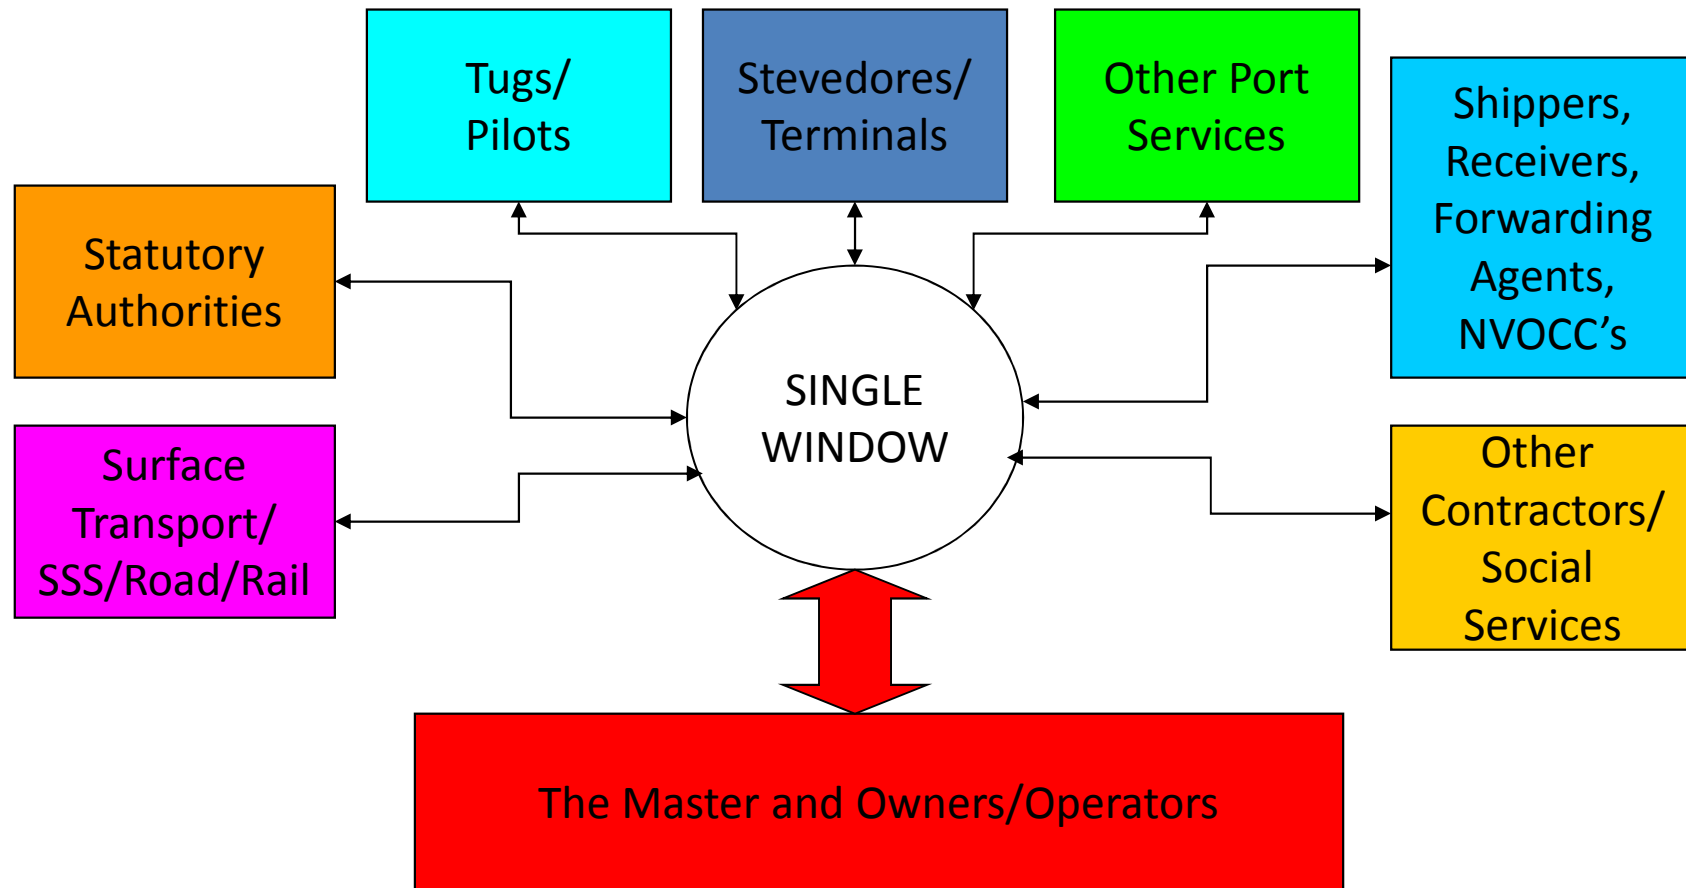 Tugs/
Pilots
Stevedores/
Terminals
Other Port
Services
Shippers,
Receivers,
Forwarding
Agents,
NVOCC’s
Statutory
Authorities
SINGLE
WINDOW
Surface
Transport/
SSS/Road/Rail
Other
Contractors/
Social
Services
The Master and Owners/Operators